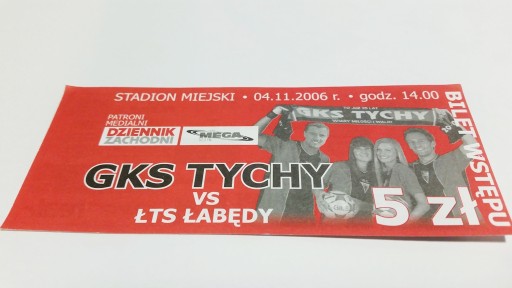 STADION MIEJSKI • 04.11.2006 r. • godz. 14.00
PATRONI
MEDIALNI
DZIENNIK
ZACHODNI
MEGA
GKS TYCHY
GKS TYCHY
VS
ŁTS ŁABĘDY
5 zł
BILET WSTĘPU